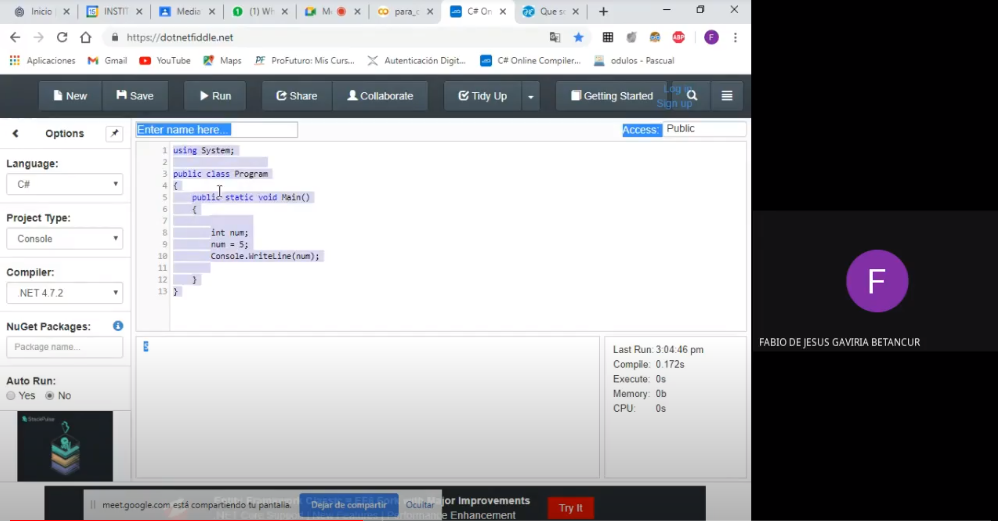 Inicio
INSTIT
Media
(1) Wh
M
para_c
C# On
Que s
https://dotnetfiddle.net
F
Aplicaciones
Gmail
YouTube
Maps
ProFuturo: Mis Curs...
Autenticación Digit...
C# Online Compiler...
odulos - Pascual
New
Save
Run
Share
Collaborate
Tidy Up
Getting Started
Log in
Sign up
Options
Enter name here...
Access: Public
Language:
C#
Project Type:
Console
Compiler:
.NET 4.7.2
NuGet Packages:
Package name...
Auto Run:
Yes No
1 using System;
2
3 public class Program
4 {
5 public static void Main()
6 {
7
8 int num;
9 num = 5;
10 Console.WriteLine(num);
11
12 }
13 }
5
Last Run: 3:04:46 pm
Compile: 0.172s
Execute: 0s
Memory: 0b
CPU: 0s
meet.google.com está compartiendo tu pantalla.
Dejar de compartir
Ocultar
Major Improvements
Performance Enhancement
Try It
F
FABIO DE JESUS GAVIRIA BETANCUR